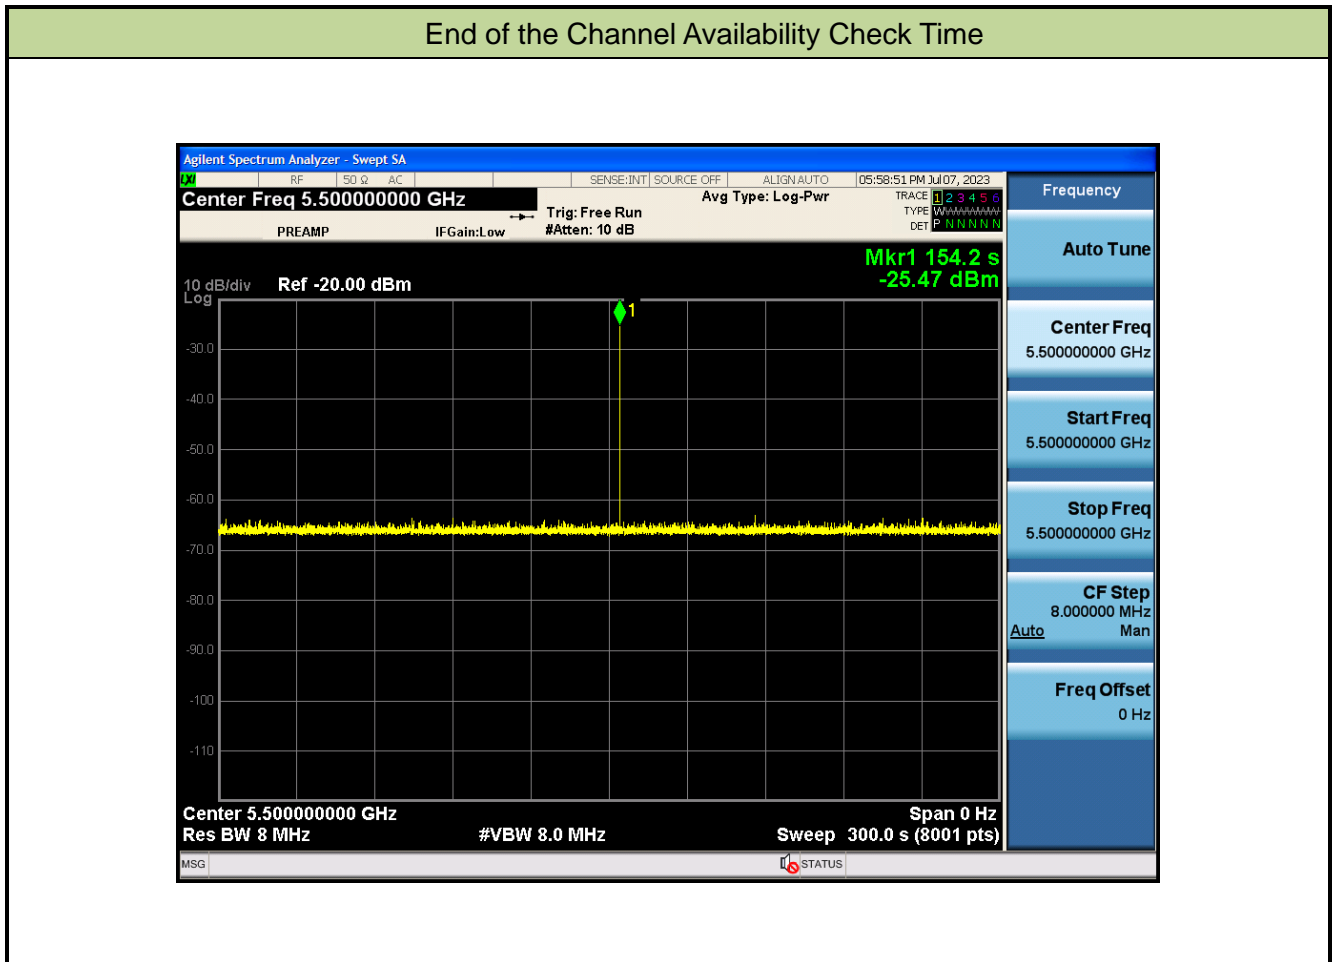 End of the Channel Availability Check Time
Agilent Spectrum Analyzer - Swept SA
LXI RF 50 Ω AC SENSE:INT SOURCE OFF ALIGN AUTO 05:58:51 PM Jul 07, 2023
Center Freq 5.500000000 GHz
PREAMP IFGain:Low
Trig: Free Run
#Atten: 10 dB
Avg Type: Log-Pwr
TRACE 1 2 3 4 5 6
TYPE WWWWWW
DET P N N N N N
Mkr1 154.2 s
-25.47 dBm
10 dB/div Ref -20.00 dBm
Log
1
-30.0
-40.0
-50.0
-60.0
-70.0
-80.0
-90.0
-100
-110
Center 5.500000000 GHz Span 0 Hz
Res BW 8 MHz #VBW 8.0 MHz Sweep 300.0 s (8001 pts)
MSG STATUS
Frequency
Auto Tune
Center Freq
5.500000000 GHz
Start Freq
5.500000000 GHz
Stop Freq
5.500000000 GHz
CF Step
8.000000 MHz
Auto Man
Freq Offset
0 Hz